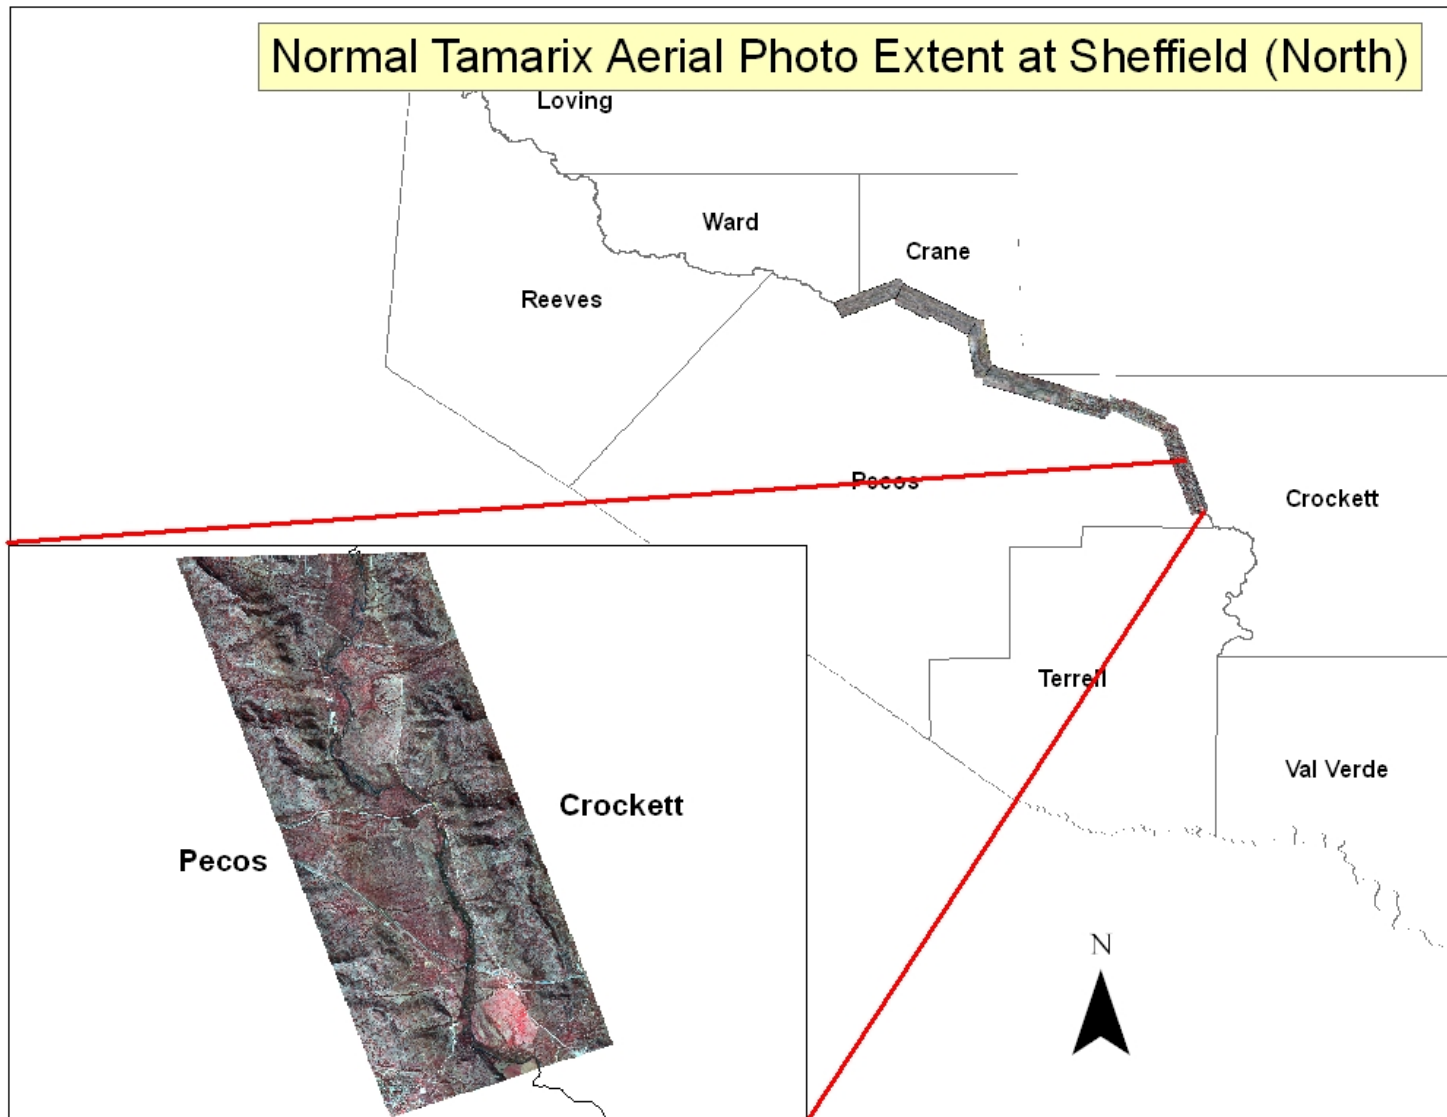 Normal Tamarix Aerial Photo Extent at Sheffield (North)
Loving
Ward
Crane
Reeves
Pecos
Crockett
Terrell
Val Verde
Crockett
Pecos
N